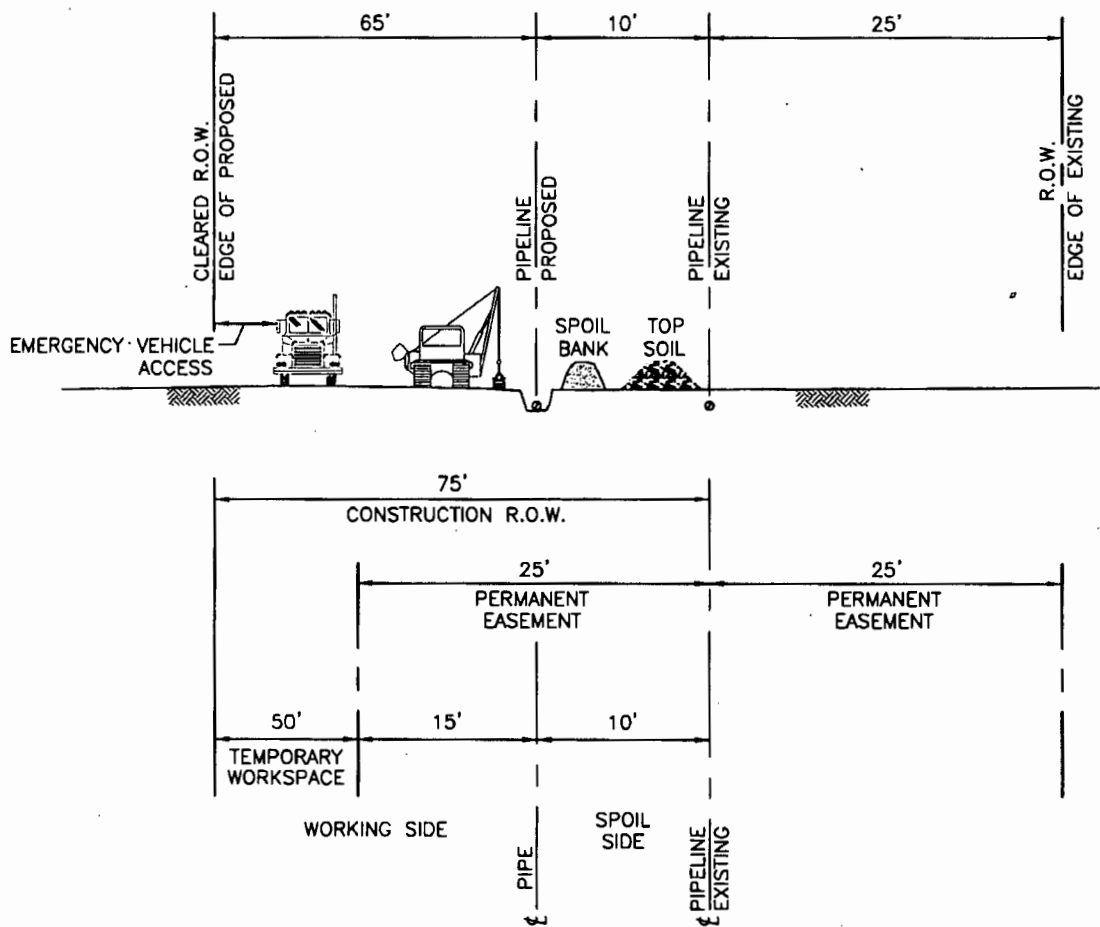 65'
10'
25'
CLEARED R.O.W.
EDGE OF PROPOSED
PIPELINE
PROPOSED
PIPELINE
EXISTING
R.O.W.
EDGE OF EXISTING
EMERGENCY VEHICLE
ACCESS
SPOIL
BANK
TOP
SOIL
75'
CONSTRUCTION R.O.W.
25'
PERMANENT
EASEMENT
25'
PERMANENT
EASEMENT
50'
15'
10'
TEMPORARY
WORKSPACE
WORKING SIDE
SPOIL
SIDE
℄ PIPE
℄ PIPELINE
EXISTING